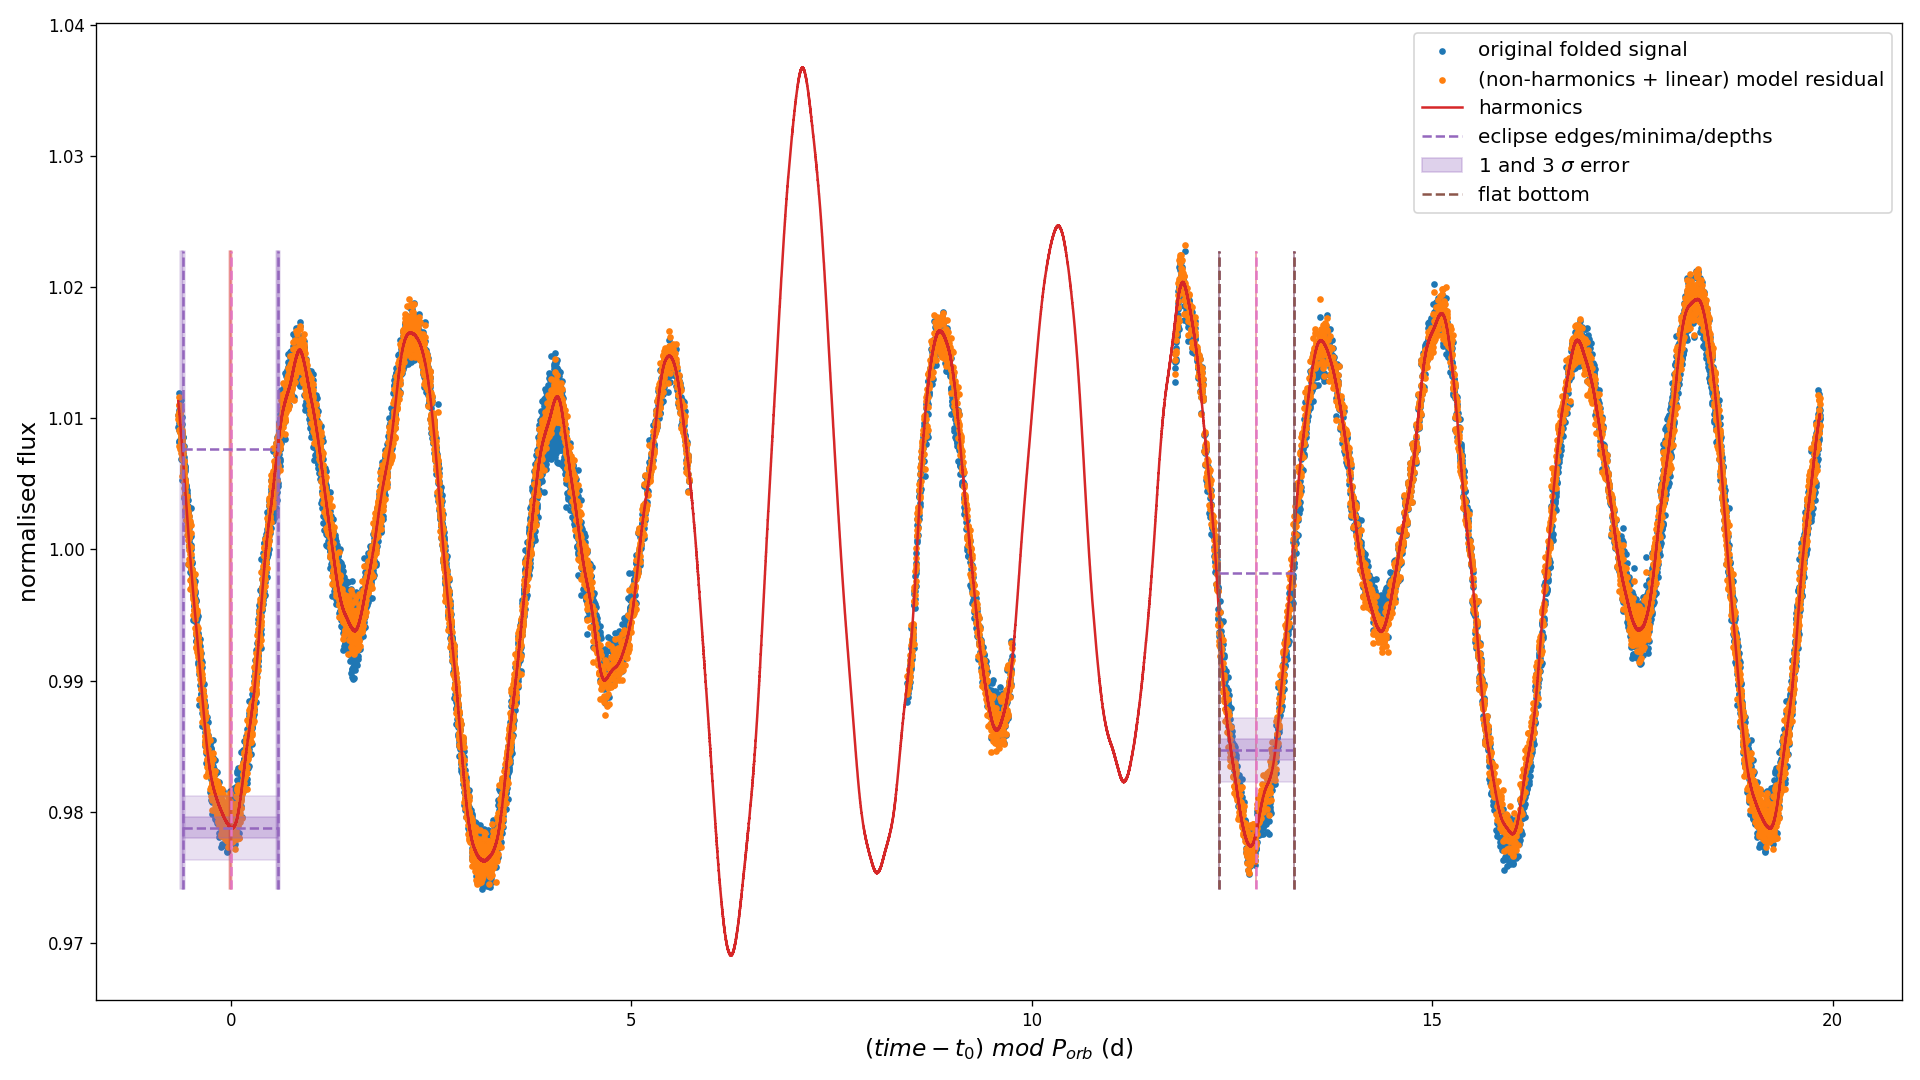 1.04
1.03
1.02
1.01
1.00
0.99
0.98
0.97
normalised flux
0
5
10
15
20
(time − t₀) mod Pₒᵣᵦ (d)
original folded signal
(non-harmonics + linear) model residual
harmonics
eclipse edges/minima/depths
1 and 3 σ error
flat bottom